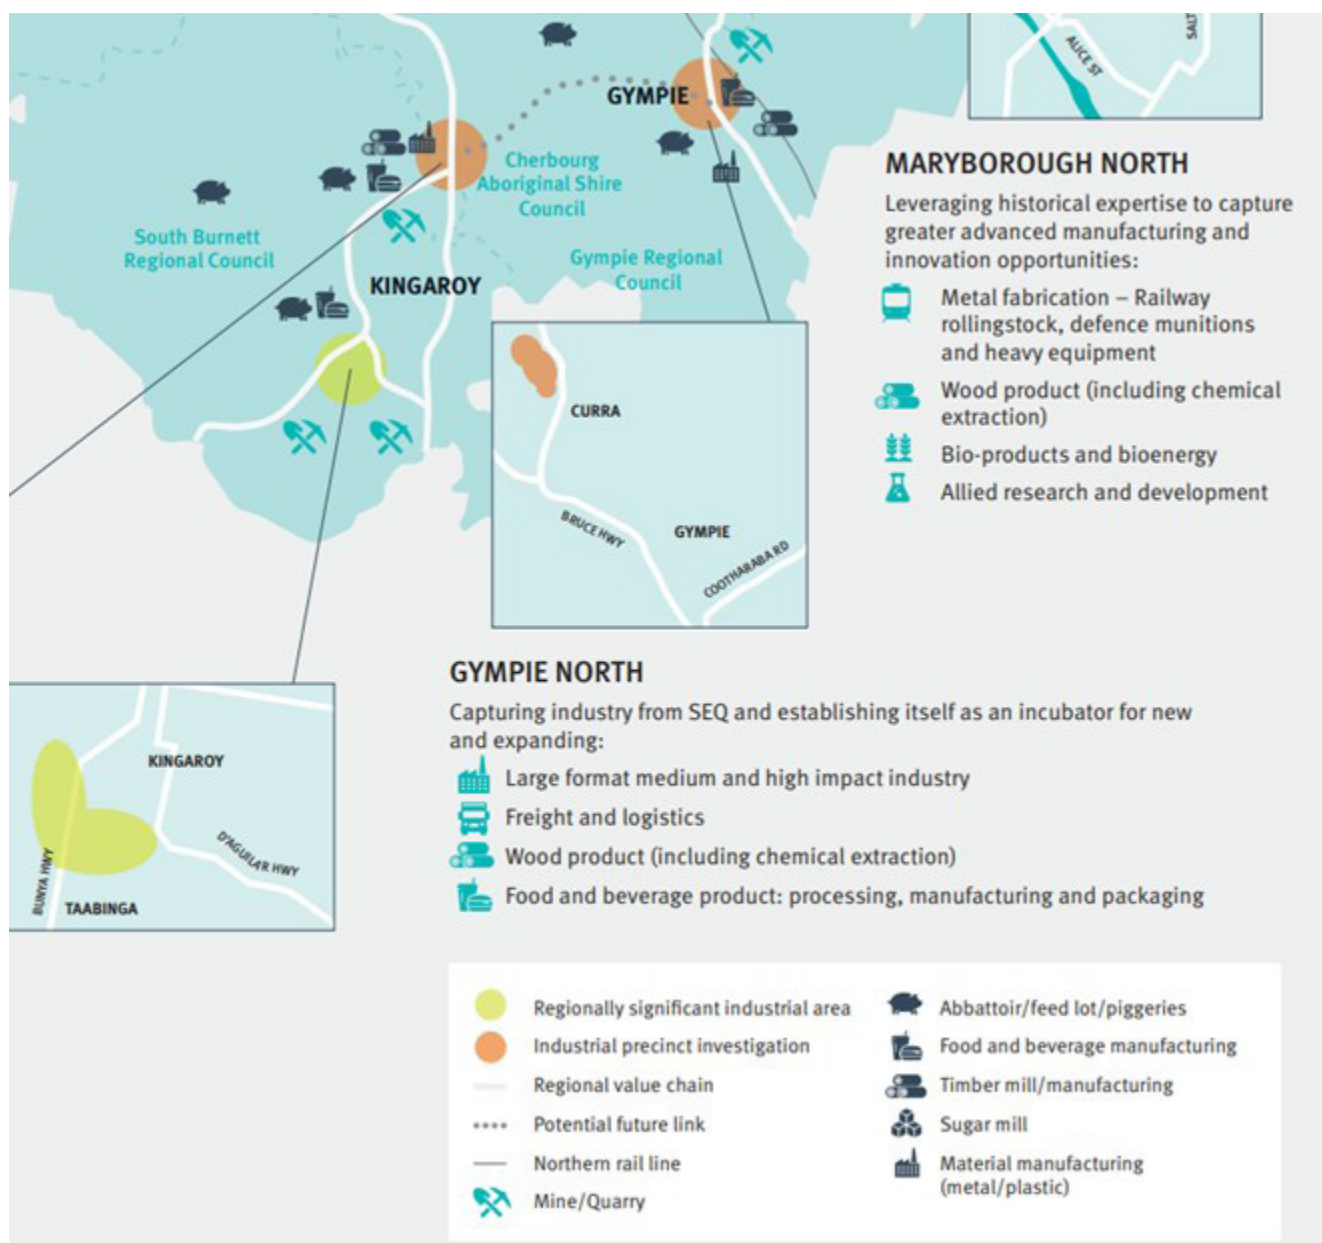 GYMPIE
Cherbourg
Aboriginal Shire
Council
South Burnett
Regional Council
Gympie Regional
Council
KINGAROY
ALICE ST
SALT
MARYBOROUGH NORTH
Leveraging historical expertise to capture
greater advanced manufacturing and
innovation opportunities:
Metal fabrication – Railway
rollingstock, defence munitions
and heavy equipment
Wood product (including chemical
extraction)
Bio-products and bioenergy
Allied research and development
CURRA
BRUCE HWY
GYMPIE
COOTHARABA RD
GYMPIE NORTH
Capturing industry from SEQ and establishing itself as an incubator for new
and expanding:
Large format medium and high impact industry
Freight and logistics
Wood product (including chemical extraction)
Food and beverage product: processing, manufacturing and packaging
KINGAROY
D'AGUILAR HWY
BUNYA HWY
TAABINGA
Regionally significant industrial area
Industrial precinct investigation
Regional value chain
Potential future link
Northern rail line
Mine/Quarry
Abbattoir/feed lot/piggeries
Food and beverage manufacturing
Timber mill/manufacturing
Sugar mill
Material manufacturing
(metal/plastic)